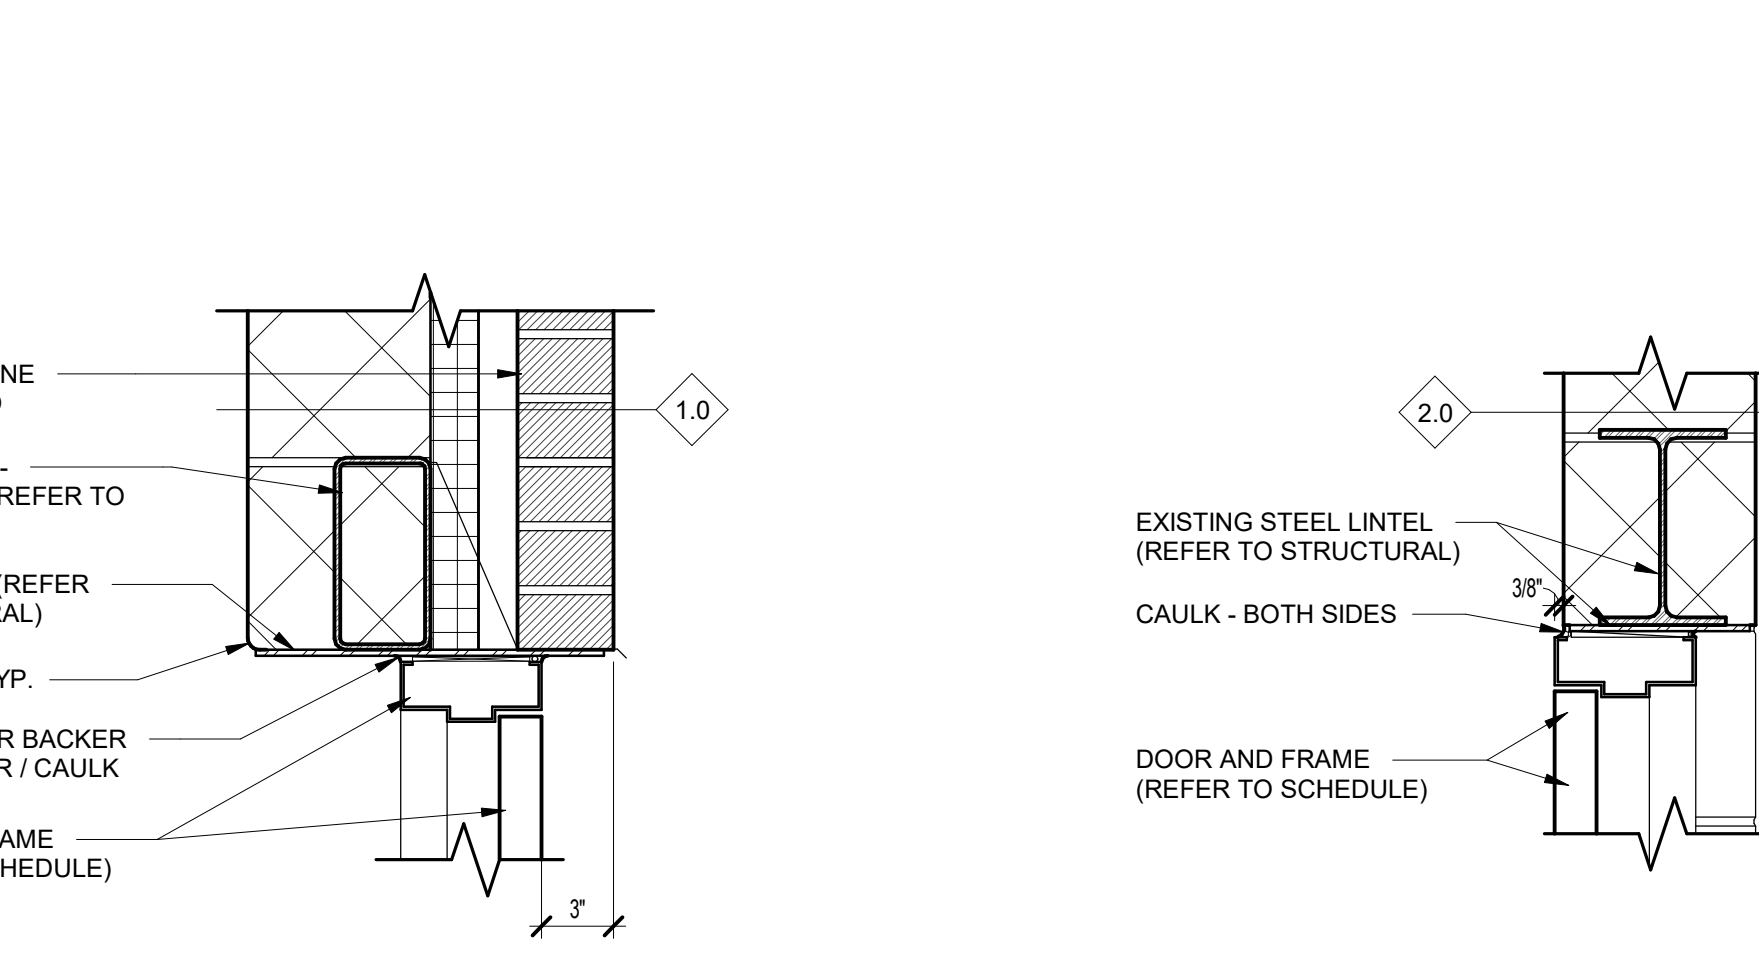 NE
1.0
-
REFER TO
(REFER
RAL)
YP.
R BACKER
R / CAULK
AME
HEDULE)
3"
2.0
EXISTING STEEL LINTEL
(REFER TO STRUCTURAL)
3/8"
CAULK - BOTH SIDES
DOOR AND FRAME
(REFER TO SCHEDULE)